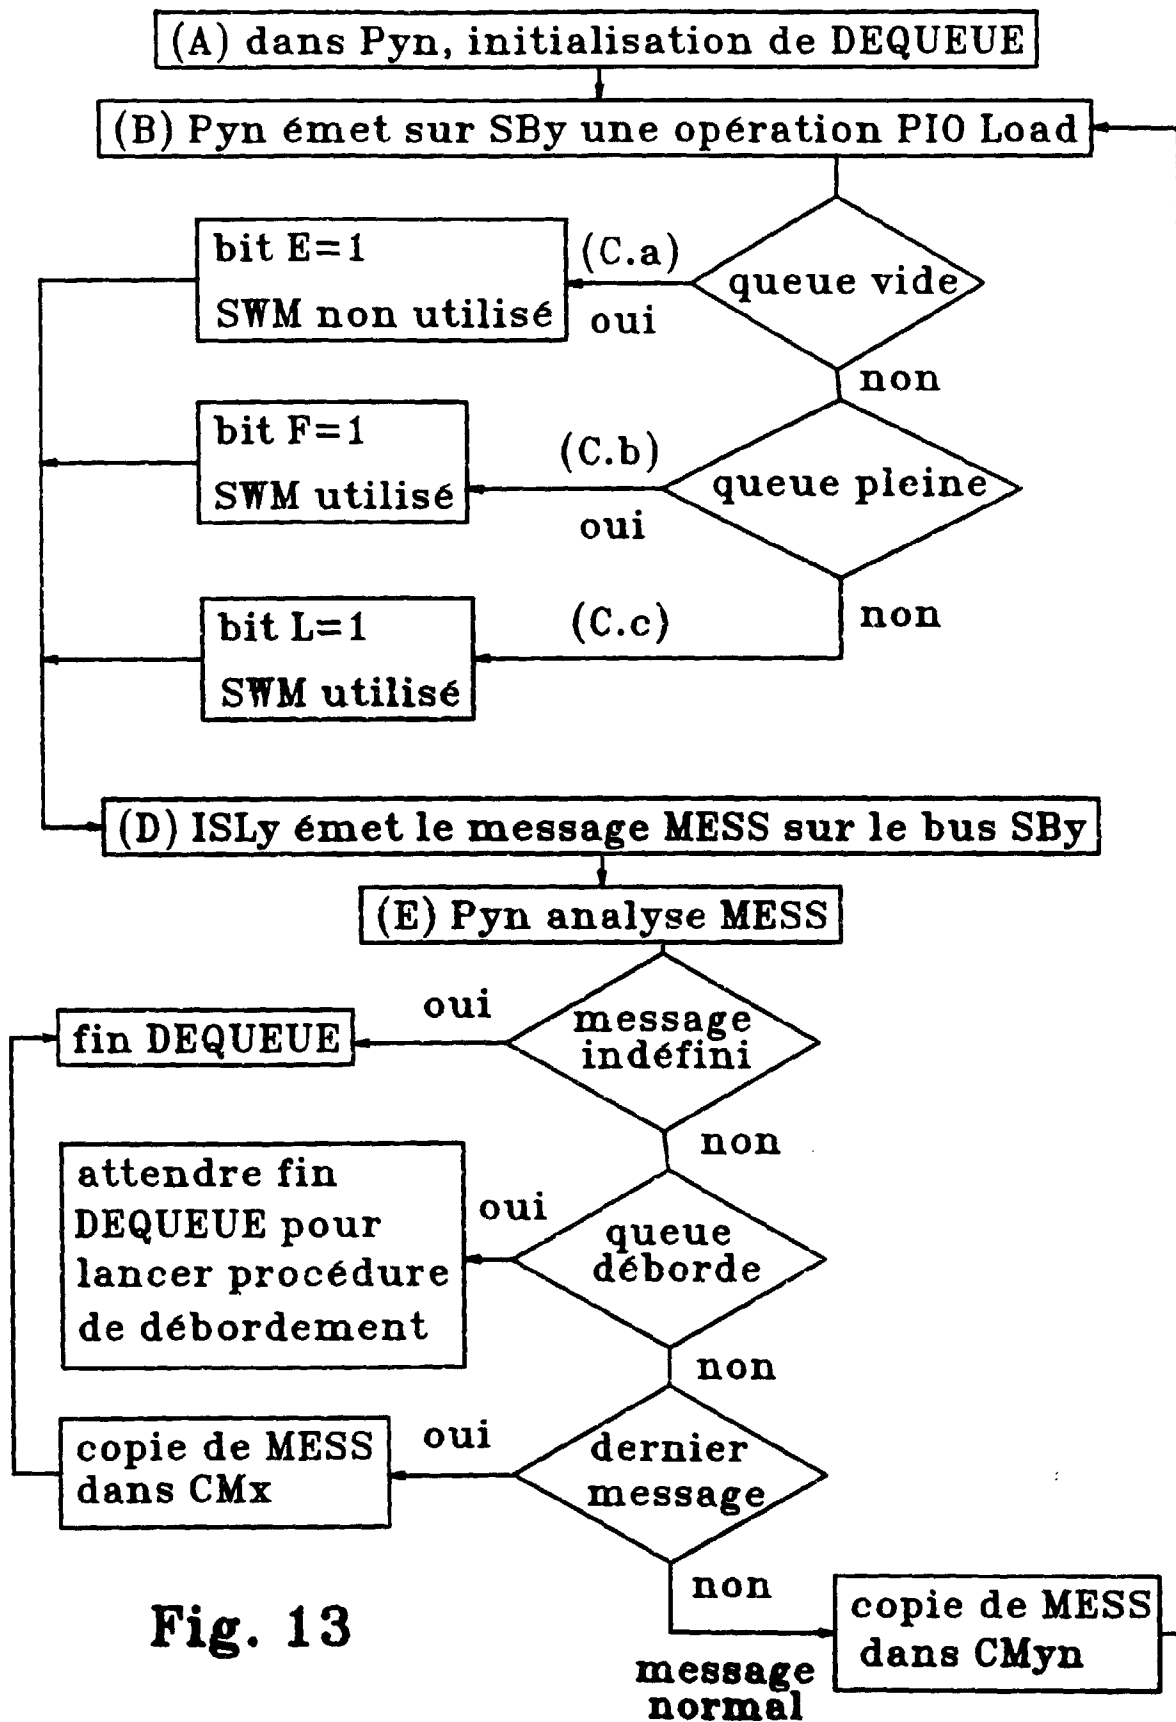 (A) dans Pyn, initialisation de DEQUEUE
(B) Pyn émet sur SBy une opération PIO Load
bit E=1
SWM non utilisé
(C.a)
oui
queue vide
non
bit F=1
SWM utilisé
(C.b)
oui
queue pleine
non
bit L=1
SWM utilisé
(C.c)
(D) ISLy émet le message MESS sur le bus SBy
(E) Pyn analyse MESS
fin DEQUEUE
oui
message
indéfini
non
attendre fin
DEQUEUE pour
lancer procédure
de débordement
oui
queue
déborde
non
copie de MESS
dans CMx
oui
dernier
message
non
message
normal
copie de MESS
dans CMyn
Fig. 13